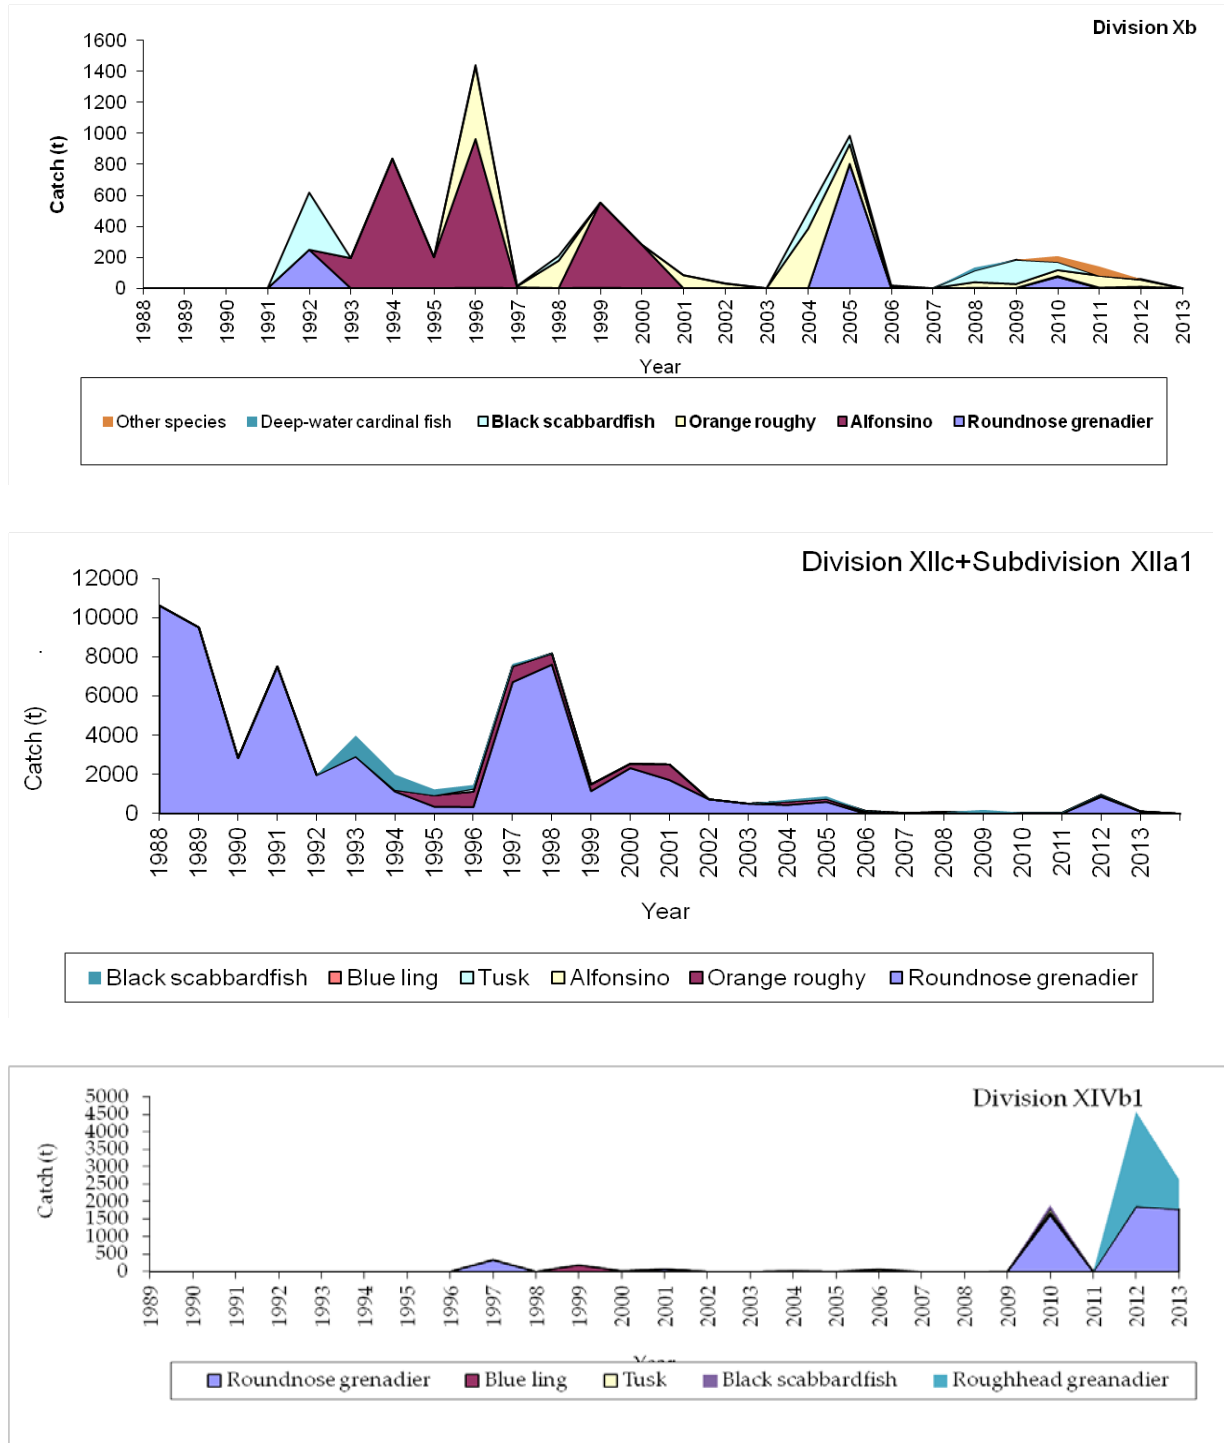 Division Xb
1600
1400
1200
1000
800
600
400
200
0
Catch (t)
1988 1989 1990 1991 1992 1993 1994 1995 1996 1997 1998 1999 2000 2001 2002 2003 2004 2005 2006 2007 2008 2009 2010 2011 2012 2013
Year
Other species Deep-water cardinal fish Black scabbardfish Orange roughy Alfonsino Roundnose grenadier
Division XIIc+Subdivision XIIa1
12000
10000
8000
6000
4000
2000
0
Catch (t)
1988 1989 1990 1991 1992 1993 1994 1995 1996 1997 1998 1999 2000 2001 2002 2003 2004 2005 2006 2007 2008 2009 2010 2011 2012 2013
Year
Black scabbardfish Blue ling Tusk Alfonsino Orange roughy Roundnose grenadier
Division XIVb1
5000
4500
4000
3500
3000
2500
2000
1500
1000
500
0
Catch (t)
1989 1990 1991 1992 1993 1994 1995 1996 1997 1998 1999 2000 2001 2002 2003 2004 2005 2006 2007 2008 2009 2010 2011 2012 2013
Year
Roundnose grenadier Blue ling Tusk Black scabbardfish Roughhead greanadier